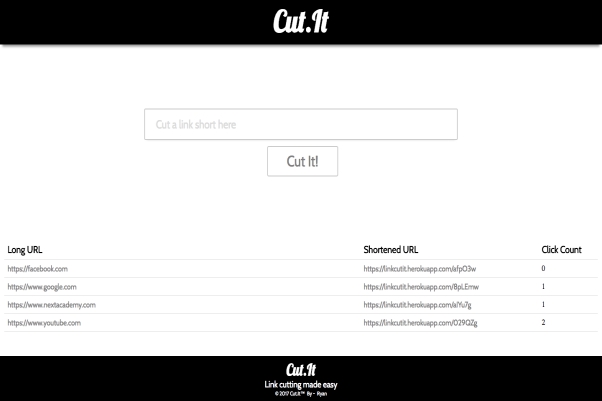 Cut.It
Cut a link short here
Cut It!
Long URL Shortened URL Click Count
https://facebook.com https://linkcutit.herokuapp.com/afpO3w 0
https://www.google.com https://linkcutit.herokuapp.com/8pLEmw 1
https://www.nextacademy.com https://linkcutit.herokuapp.com/alYu7g 1
https://www.youtube.com https://linkcutit.herokuapp.com/O29QZg 2
Cut.It
Link cutting made easy
© 2017 Cut.It™ By - Ryan